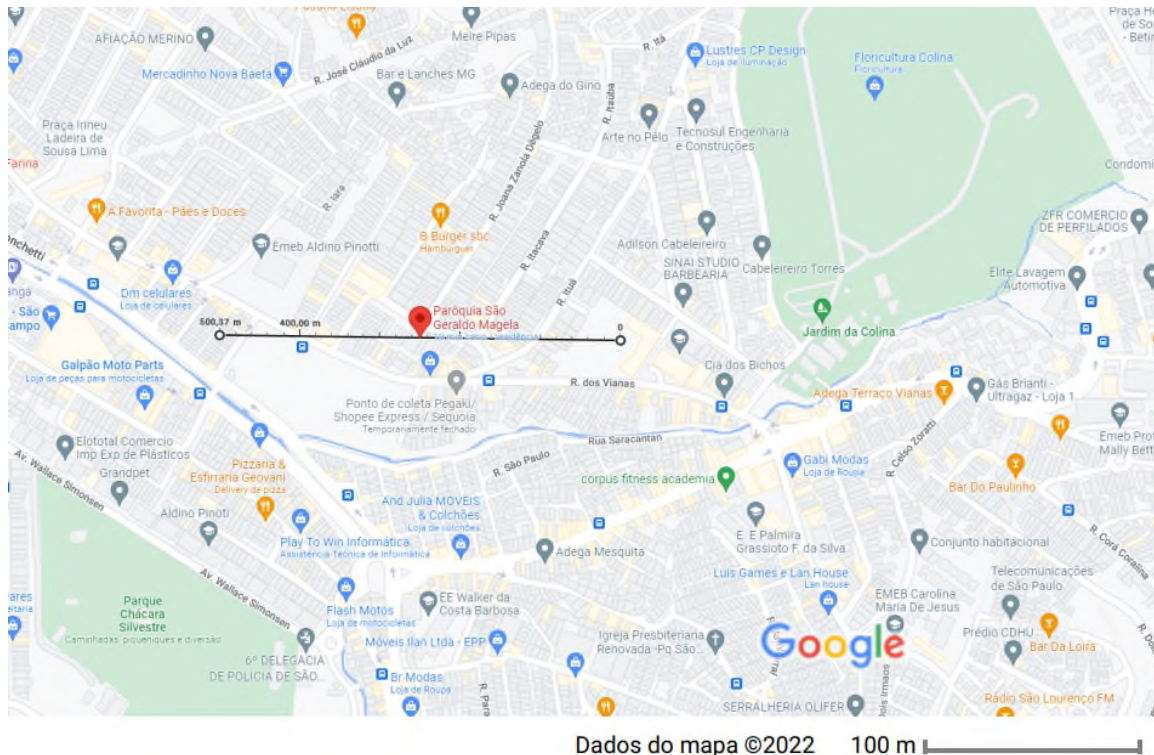 AFIAÇÃO MERINO
Meire Pipas
R. Itá
Lustres CP Design
Loja de iluminação
Floricultura Colina
Floricultura
Praça H
Mercadinho Nova Baeta
R. José Cláudio da Luz
Bar e Lanches MG
Adega do Gino
R. Itaúba
Arte no Pêlo
Tecnosul Engenharia
e Construções
Praça Irineu
Ladeira de
Sousa Lima
Farina
R. Iara
R. Joana Zanola Dégelo
Condomi
A Favorita - Pães e Doces
B Burger sbc
Hambúrguer
Emeb Aldino Pinotti
R. Itacava
R. Ituá
Adilson Cabeleireiro
SINAI STUDIO
BARBEARIA
Cabeleireiro Torres
ZFR COMERCIO
DE PERFILADOS
Elite Lavagem
Automotiva
onchetti
anga
- São
ampo
Dm celulares
Loja de celulares
500,37 m
400,00 m
0
Paróquia São
Geraldo Magela
Jardim da Colina
Galpão Moto Parts
Loja de peças para motocicletas
Cia dos Bichos
R. dos Vianas
Ponto de coleta Pegaki/
Shopee Express / Sequoia
Temporariamente fechado
Adega Terraço Vianas
Gás Brianti -
Ultragaz - Loja 1
Elototal Comercio
Imp Exp de Plásticos
Grandpet
Av. Wallace Simonsen
Rua Saracantan
R. São Paulo
R. Celso Zoratti
Emeb Prof
Mally Bett
Pizzaria &
Esfirraria Geovani
Delivery de pizza
Gabi Modas
Loja de Roupa
corpus fitness academia
Bar Do Paulinho
Aldino Pinoti
And Julia MOVEIS
& Colchões
Loja de colchões
Play To Win Informática
Assistência Técnica de Informática
E. E Palmira
Grassioto F. da Silva
R. Corá Coralina
Adega Mesquita
Conjunto habitacional
Telecomunicações
de São Paulo
Av. Wallace Simonsen
Parque
Chácara
Silvestre
Caminhadas, piqueniques e diversão
Flash Motos
Loja de motocicletas
EE Walker da
Costa Barbosa
Luis Games e Lan House
Lan house
EMEB Carolina
Maria De Jesus
Prédio CDHU
6º DELEGACIA
DE POLICIA DE SÃO...
Móveis Ilan Ltda - EPP
Igreja Presbiteriana
Renovada -Pq São...
Google
Bar Da Loira
Br Modas
Loja de Roupa
R. Para
SERRALHERIA OLIFER
Dois Irmãos
Rádio São Lourenço FM
Dados do mapa ©2022
100 m